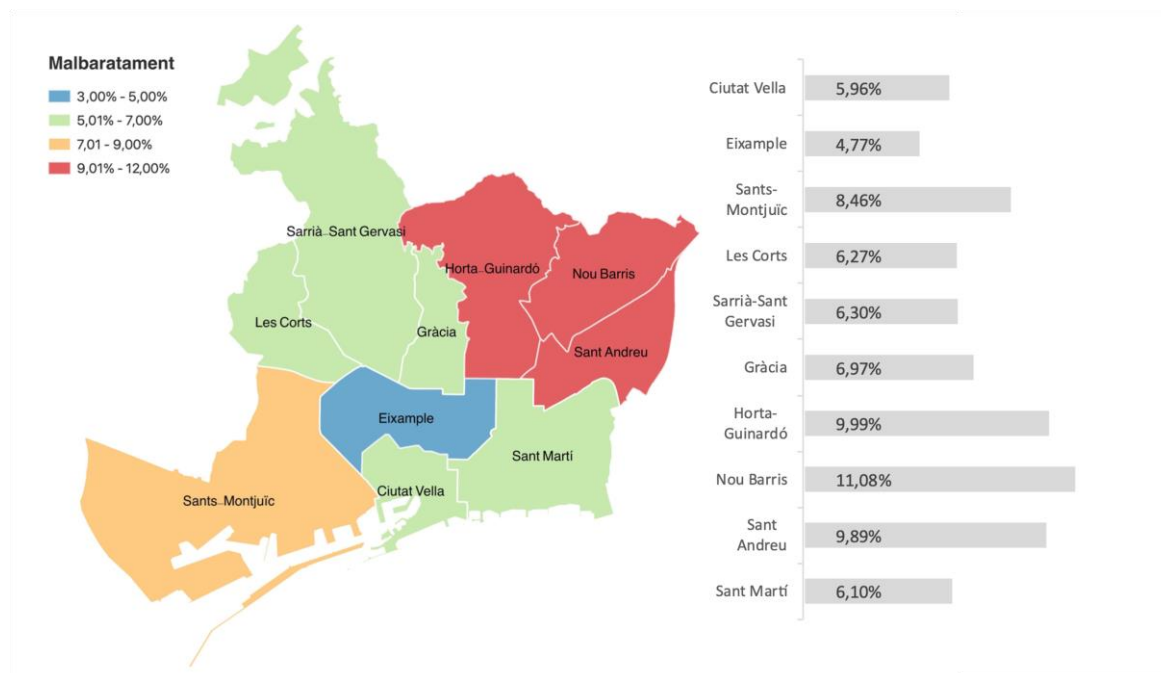 Malbaratament
3,00% - 5,00%
5,01% - 7,00%
7,01 - 9,00%
9,01% - 12,00%
Sarrià-Sant Gervasi
Horta-Guinardó
Nou Barris
Les Corts
Gràcia
Sant Andreu
Eixample
Sant Martí
Ciutat Vella
Sants-Montjuïc
Ciutat Vella
5,96%
Eixample
4,77%
Sants-
Montjuïc
8,46%
Les Corts
6,27%
Sarrià-Sant
Gervasi
6,30%
Gràcia
6,97%
Horta-
Guinardó
9,99%
Nou Barris
11,08%
Sant
Andreu
9,89%
Sant Martí
6,10%